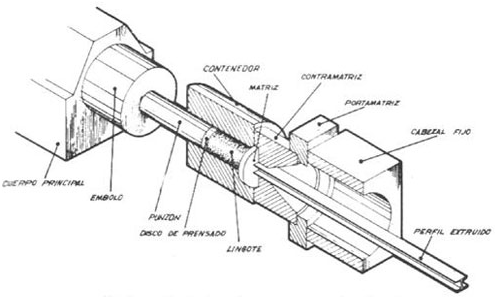 CONTENEDOR
MATRIZ
CONTRAMATRIZ
PORTAMATRIZ
CABEZAL FIJO
CUERPO PRINCIPAL
EMBOLO
PUNZON
DISCO DE PRENSADO
LINGOTE
PERFIL EXTRUIDO